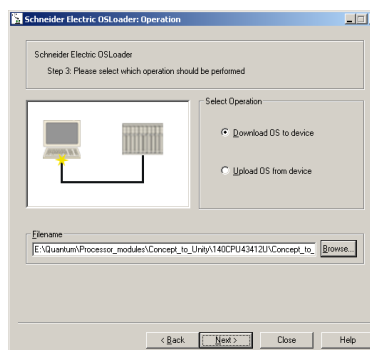 Schneider Electric OSLoader: Operation
Schneider Electric OSLoader
Step 3: Please select which operation should be performed
Select Operation
Download OS to device
Upload OS from device
Filename
E:\Quantum\Processor_modules\Concept_to_Unity\140CPU43412U\Concept_to_
Browse...
< Back
Next >
Close
Help